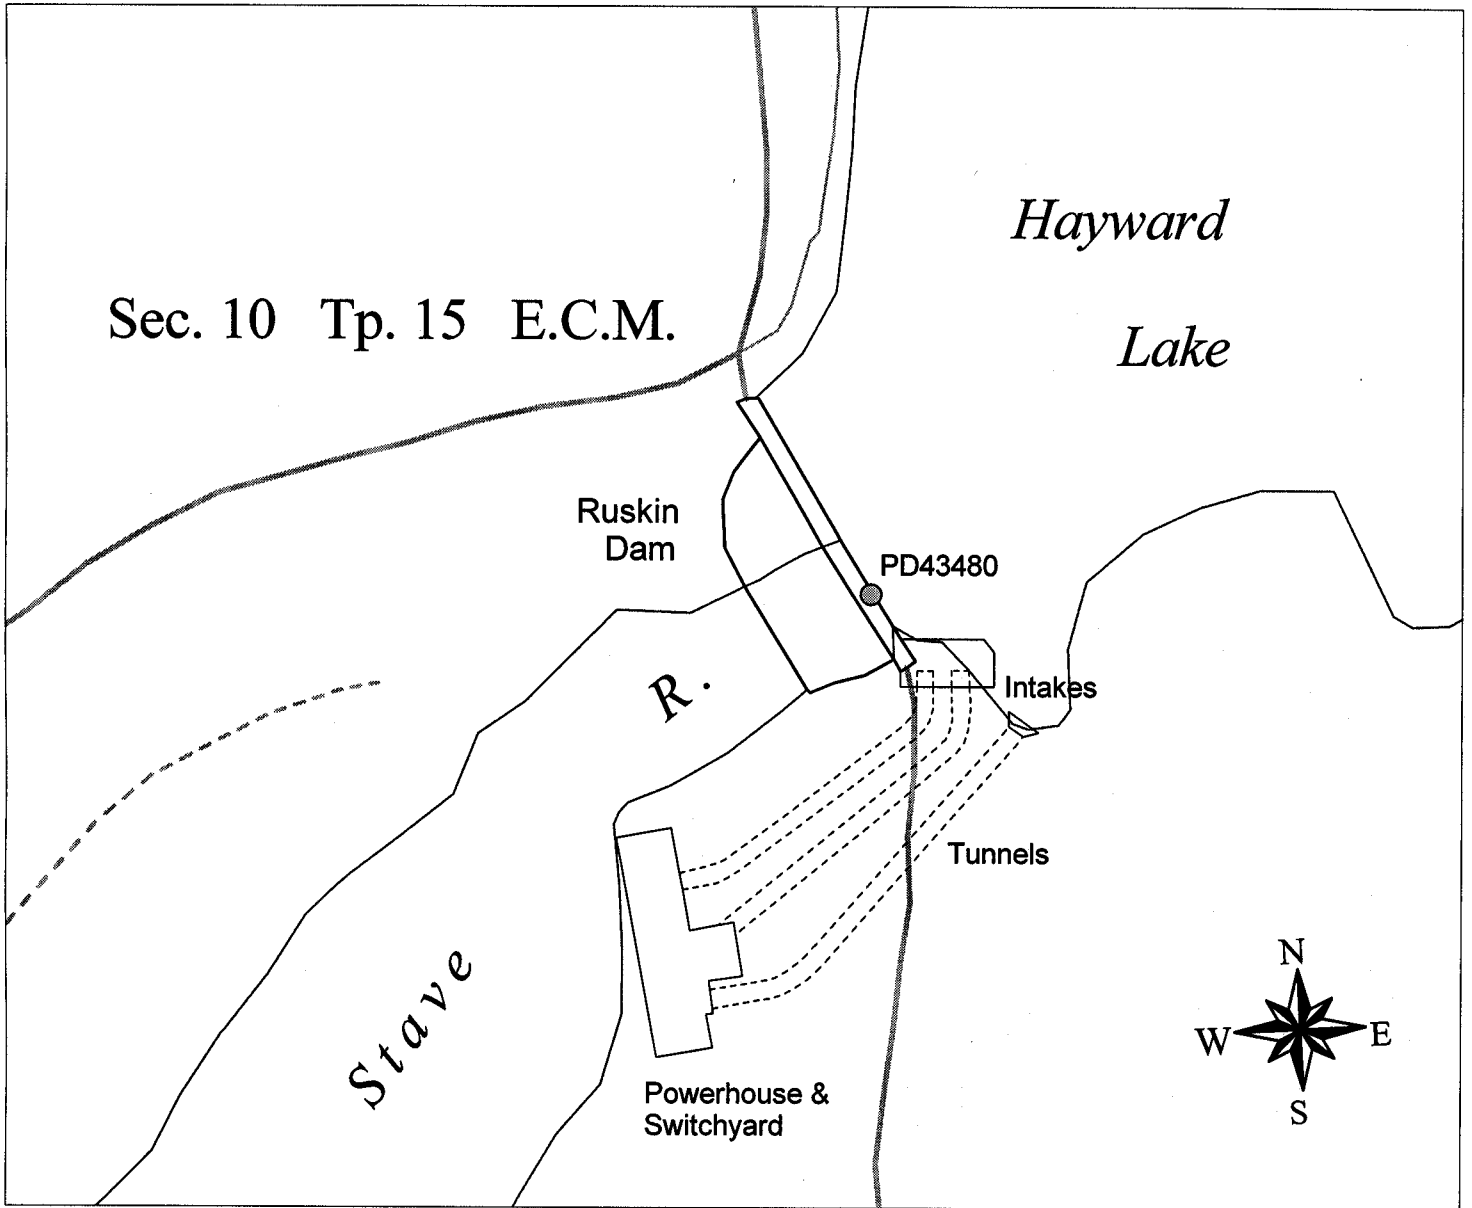 Hayward
Lake
Sec. 10 Tp. 15 E.C.M.
Ruskin
Dam
PD43480
R.
Intakes
Tunnels
Stave
Powerhouse &
Switchyard
N
W
E
S